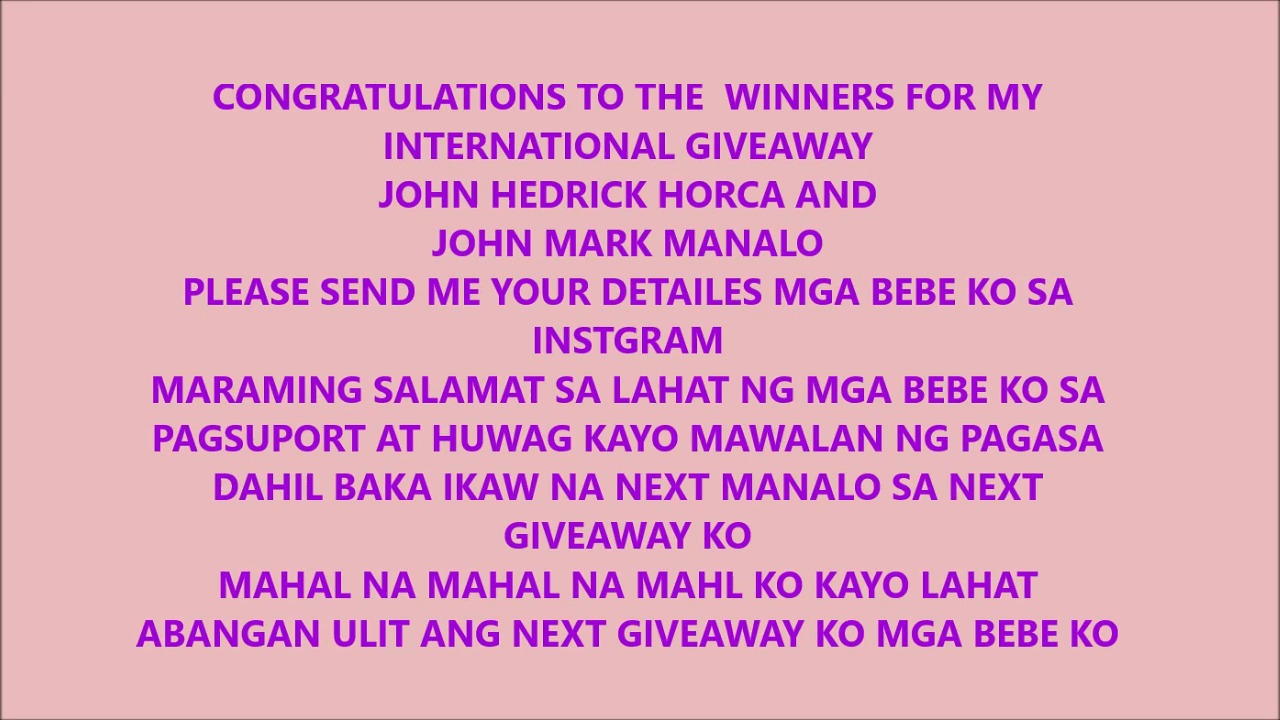 CONGRATULATIONS TO THE  WINNERS FOR MY
INTERNATIONAL GIVEAWAY
JOHN HEDRICK HORCA AND
JOHN MARK MANALO
PLEASE SEND ME YOUR DETAILES MGA BEBE KO SA
INSTGRAM
MARAMING SALAMAT SA LAHAT NG MGA BEBE KO SA
PAGSUPORT AT HUWAG KAYO MAWALAN NG PAGASA
DAHIL BAKA IKAW NA NEXT MANALO SA NEXT
GIVEAWAY KO
MAHAL NA MAHAL NA MAHL KO KAYO LAHAT
ABANGAN ULIT ANG NEXT GIVEAWAY KO MGA BEBE KO